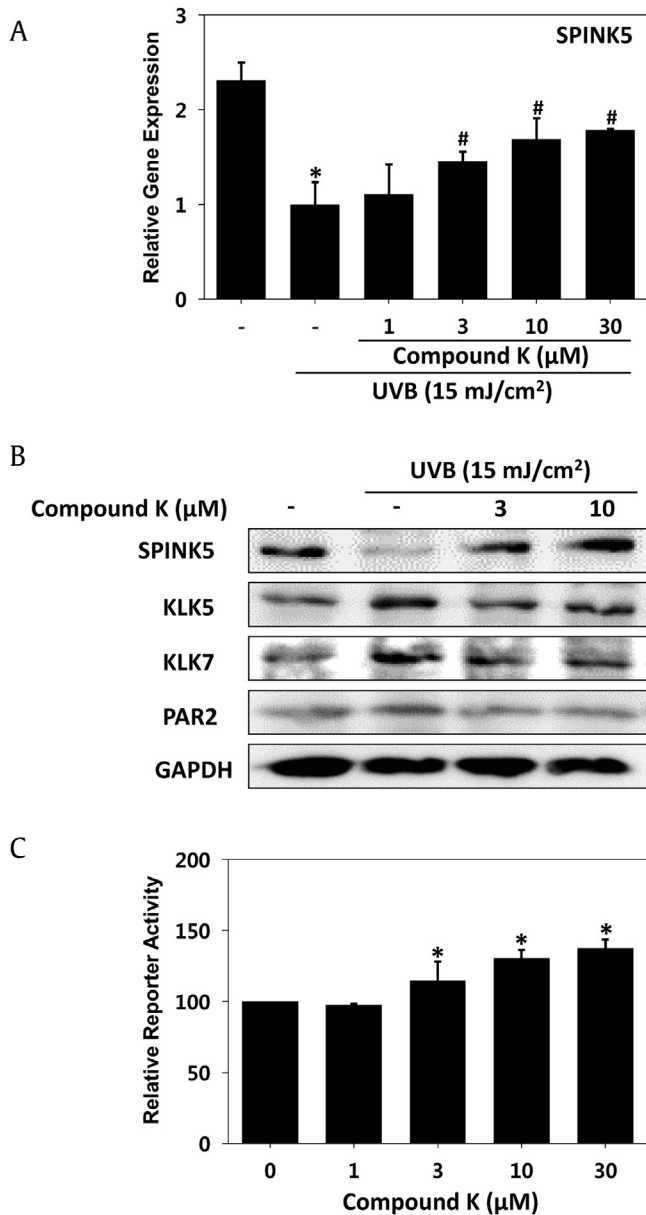 A
SPINK5
Relative Gene Expression
3
2
1
0
*
#
#
#
- - 1 3 10 30
Compound K (μM)
UVB (15 mJ/cm²)
B
UVB (15 mJ/cm²)
Compound K (μM) - - 3 10
SPINK5
KLK5
KLK7
PAR2
GAPDH
C
Relative Reporter Activity
200
150
100
50
0
*
*
*
0 1 3 10 30
Compound K (μM)